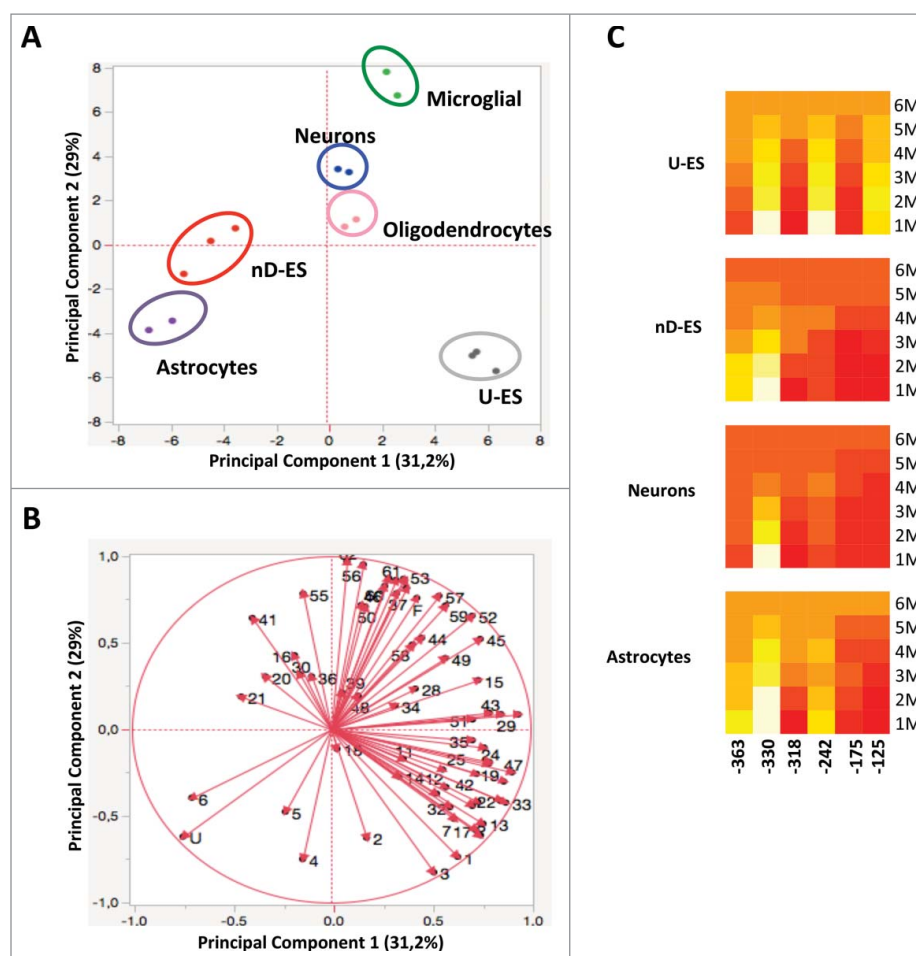 A
8
6
4
2
0
-2
-4
-6
-8
Principal Component 2 (29%)
Microglial
Neurons
Oligodendrocytes
nD-ES
Astrocytes
U-ES
-8 -6 -4 -2 0 2 4 6 8
Principal Component 1 (31,2%)
B
1,0
0,5
0,0
-0,5
-1,0
Principal Component 2 (29%)
56
61
53
55
50
37
F
57
59
52
41
44
45
16
30
53
49
20
36
39
28
15
21
48
34
43
51
29
18
11
35
24
25
47
6
14
12
42
19
5
32
22
33
U
7
17
13
2
4
1
3
-1.0 -0.5 0.0 0.5 1.0
Principal Component 1 (31,2%)
C
U-ES
6M
5M
4M
3M
2M
1M
nD-ES
6M
5M
4M
3M
2M
1M
Neurons
6M
5M
4M
3M
2M
1M
Astrocytes
6M
5M
4M
3M
2M
1M
-363 -330 -318 -242 -175 -125